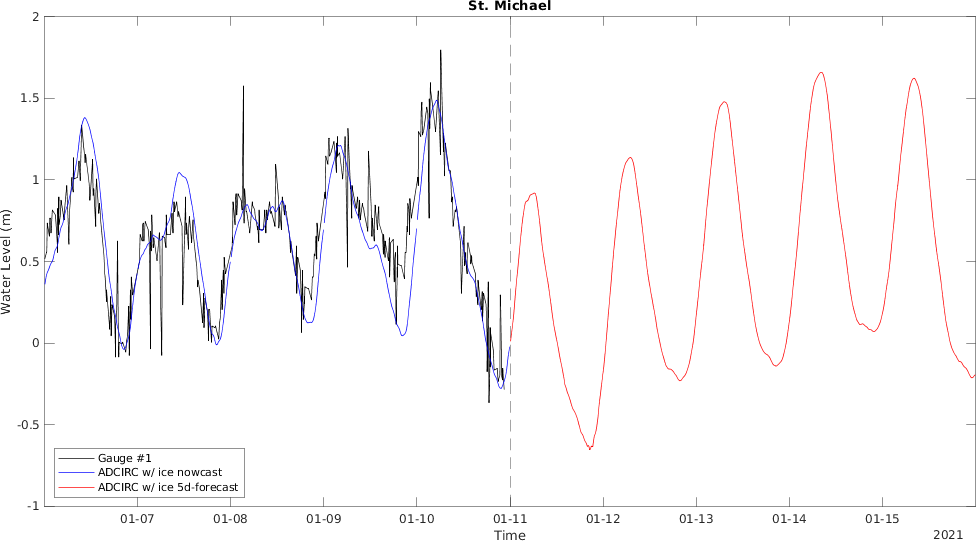 St. Michael
2
1.5
1
0.5
0
-0.5
-1
Water Level (m)
Gauge #1
ADCIRC w/ ice nowcast
ADCIRC w/ ice 5d-forecast
01-07 01-08 01-09 01-10 01-11 01-12 01-13 01-14 01-15
Time
2021